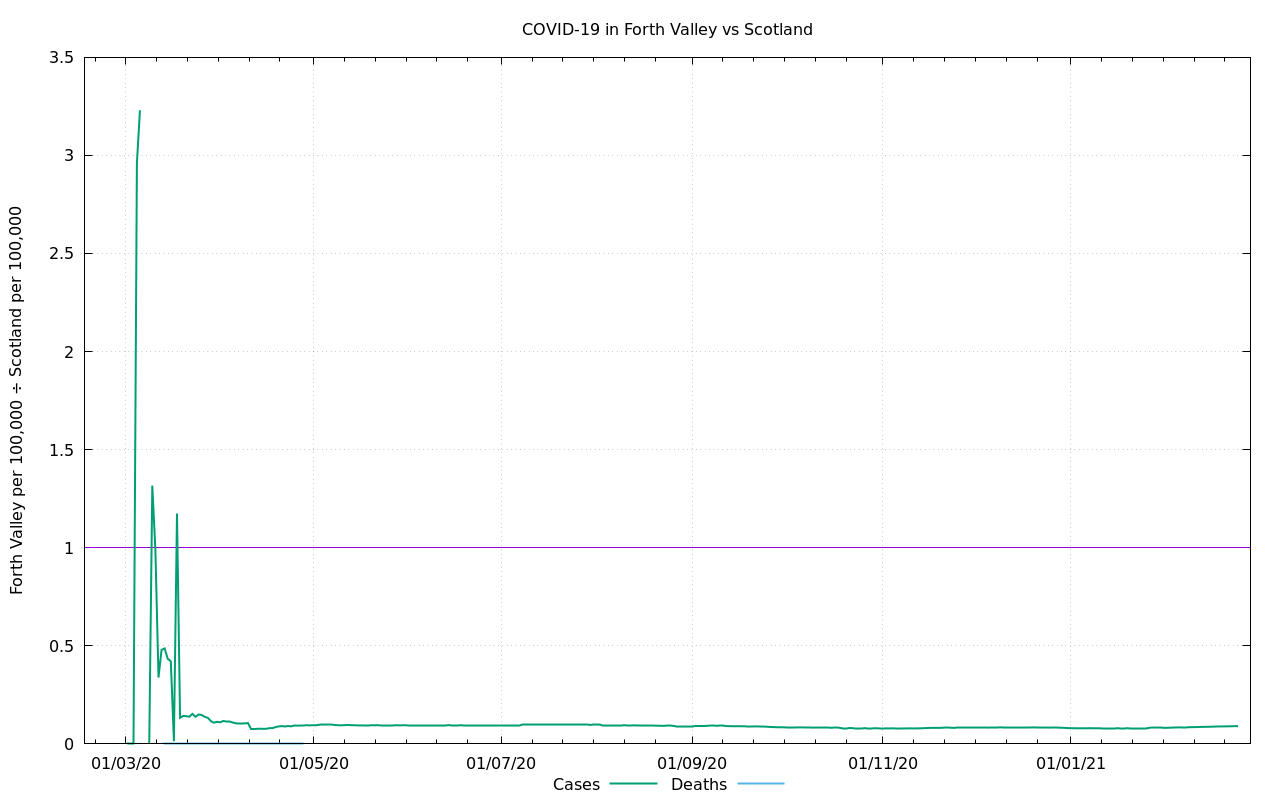 COVID-19 in Forth Valley vs Scotland
Forth Valley per 100,000 ÷ Scotland per 100,000
3.5
3
2.5
2
1.5
1
0.5
0
01/03/20 01/05/20 01/07/20 01/09/20 01/11/20 01/01/21
Cases Deaths